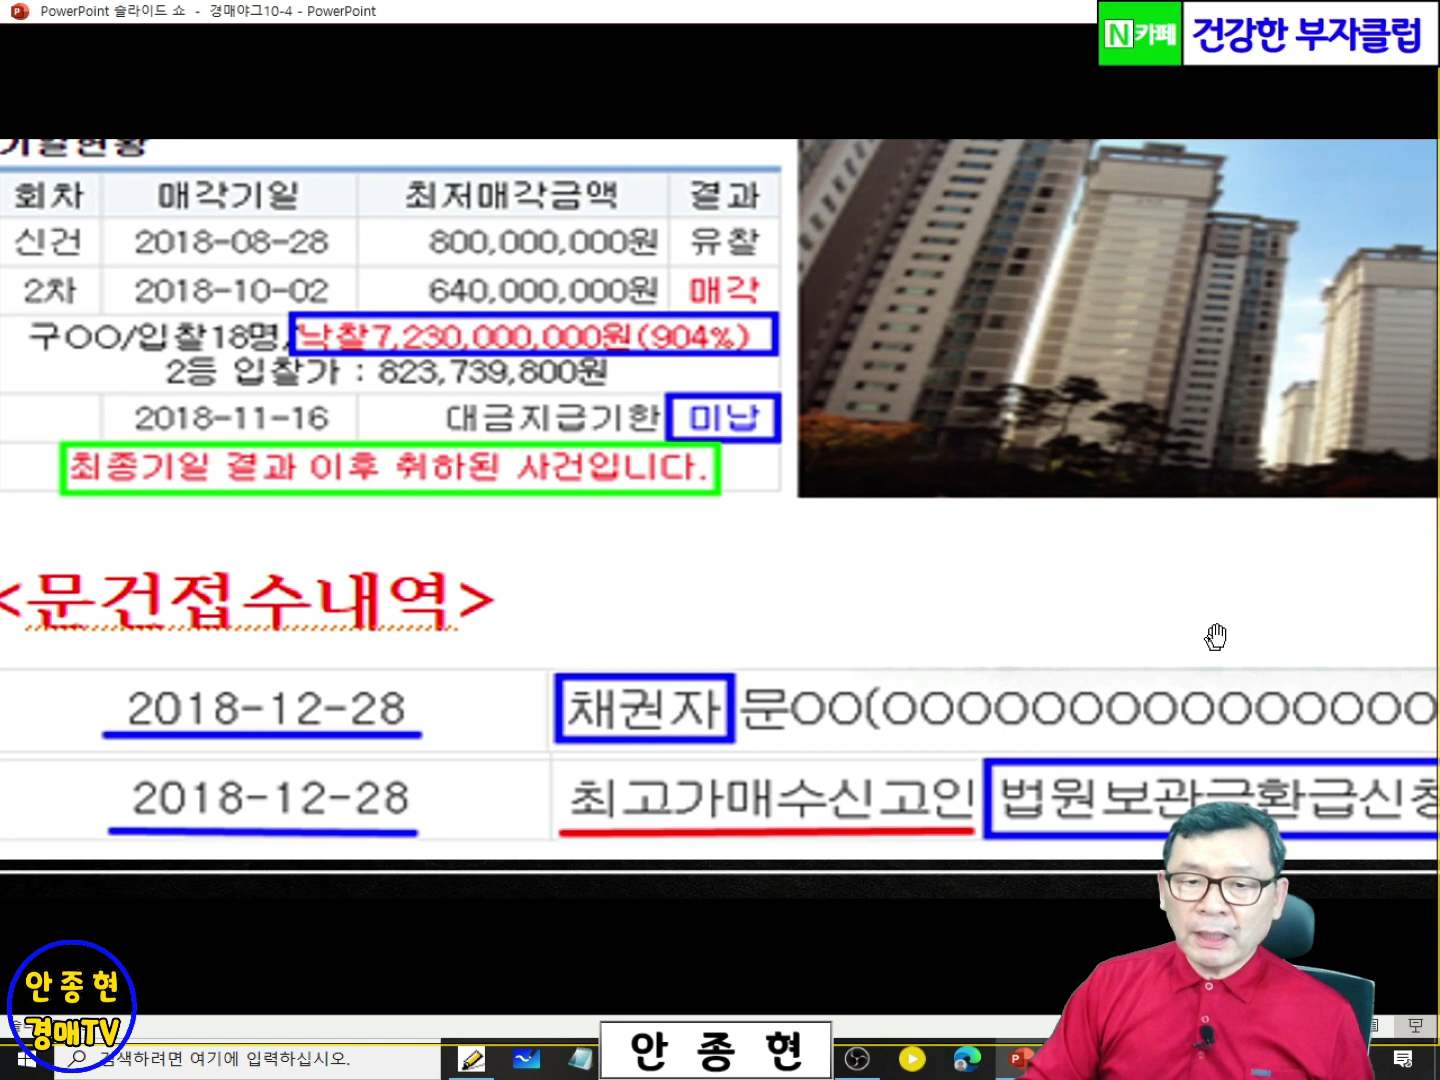 PowerPoint 슬라이드 쇼 - 경매야그10-4 - PowerPoint
N카페 건강한 부자클럽
기일현황
회차 매각기일 최저매각금액 결과
신건 2018-08-28 800,000,000원 유찰
2차 2018-10-02 640,000,000원 매각
구OO/입찰18명/낙찰7,230,000,000원(904%)
2등 입찰가 : 823,739,800원
2018-11-16 대금지급기한 미납
최종기일 결과 이후 취하된 사건입니다.
<문건접수내역>
2018-12-28 채권자 문OO(OOOOOOOOOOOOOOOO
2018-12-28 최고가매수신고인 법원보관금환급신청
안종현
경매TV
검색하려면 여기에 입력하십시오.
안 종 현